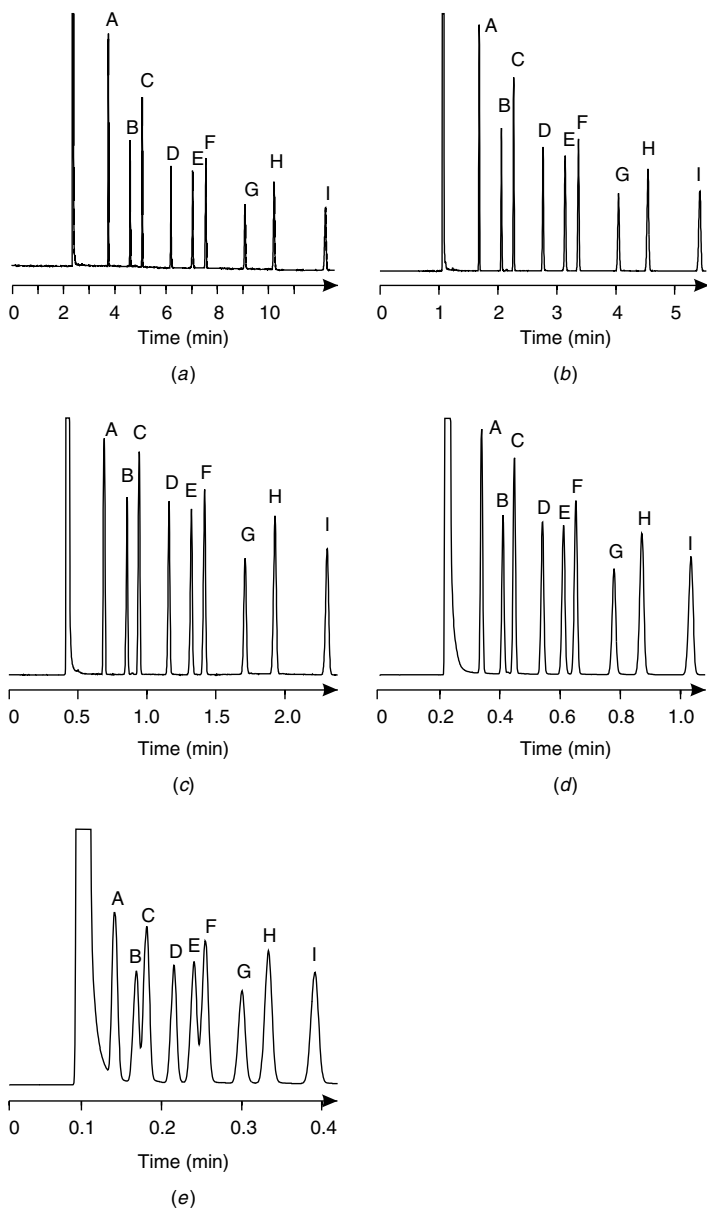 A
C
B
D
E
F
G
H
I
0 2 4 6 8 10
Time (min)
(a)
A
C
B
D
E
F
G
H
I
0 1 2 3 4 5
Time (min)
(b)
A
C
B
D
E
F
G
H
I
0 0.5 1.0 1.5 2.0
Time (min)
(c)
A
C
B
D
E
F
G
H
I
0 0.2 0.4 0.6 0.8 1.0
Time (min)
(d)
A
C
B
D
E
F
G
H
I
0 0.1 0.2 0.3 0.4
Time (min)
(e)